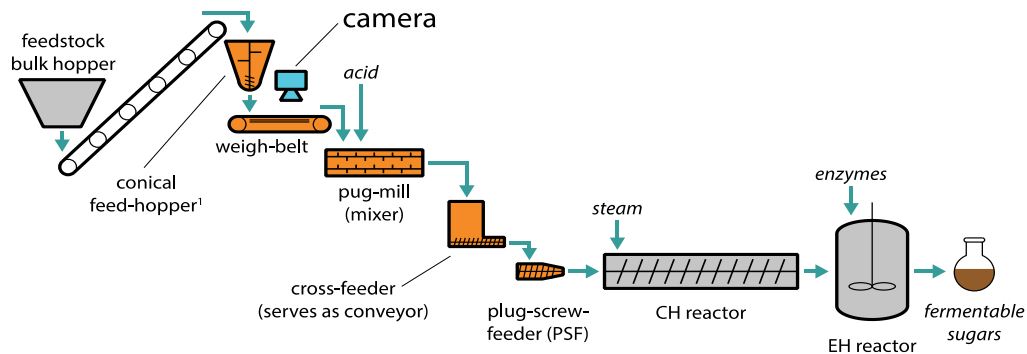 feedstock
bulk hopper
camera
acid
conical
feed-hopper¹
weigh-belt
pug-mill
(mixer)
cross-feeder
(serves as conveyor)
plug-screw-
feeder (PSF)
steam
CH reactor
enzymes
EH reactor
fermentable
sugars